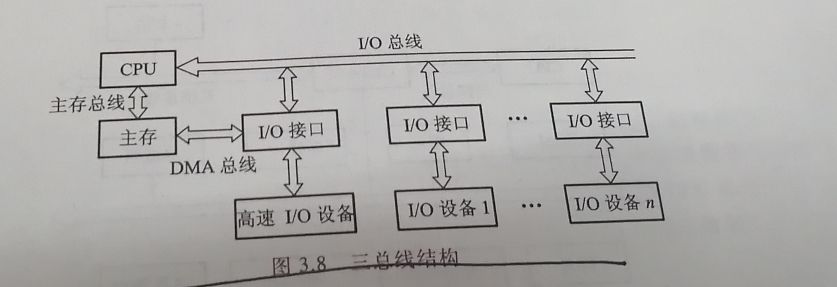 I/O 总线
CPU
主存总线
主存
I/O 接口
I/O 接口
...
I/O 接口
DMA 总线
高速 I/O 设备
I/O 设备 1
...
I/O 设备 n
图 3.8 三总线结构